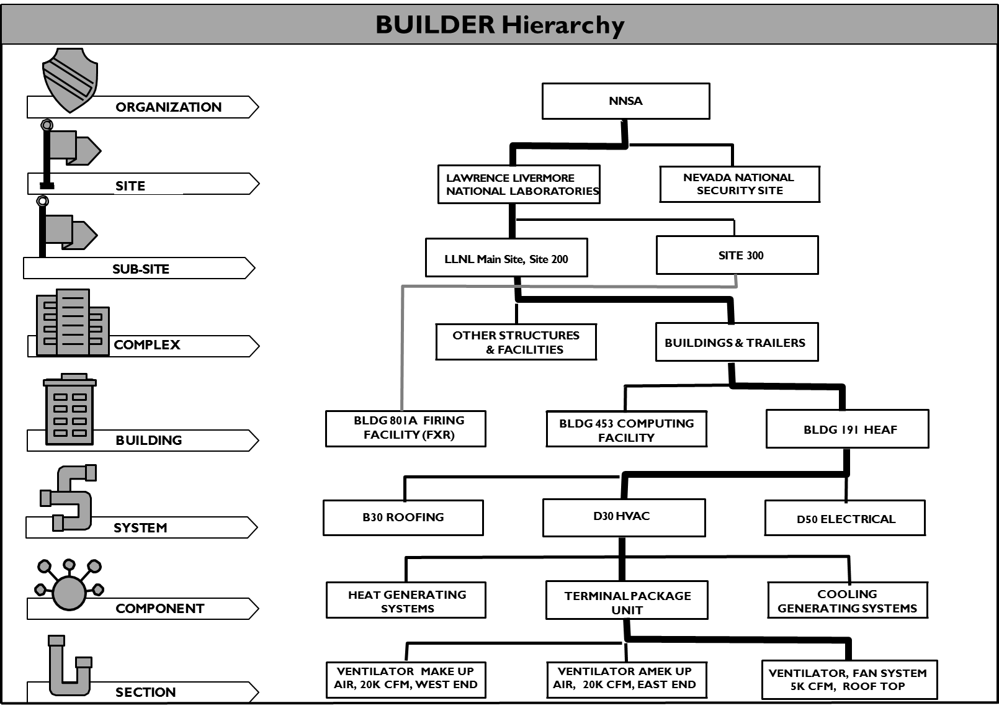 BUILDER Hierarchy
ORGANIZATION
NNSA
SITE
LAWRENCE LIVERMORE
NATIONAL LABORATORIES
NEVADA NATIONAL
SECURITY SITE
SUB-SITE
LLNL Main Site, Site 200
SITE 300
COMPLEX
OTHER STRUCTURES
& FACILITIES
BUILDINGS & TRAILERS
BUILDING
BLDG 801A FIRING
FACILITY (FXR)
BLDG 453 COMPUTING
FACILITY
BLDG 191 HEAF
SYSTEM
B30 ROOFING
D30 HVAC
D50 ELECTRICAL
COMPONENT
HEAT GENERATING
SYSTEMS
TERMINAL PACKAGE
UNIT
COOLING
GENERATING SYSTEMS
SECTION
VENTILATOR MAKE UP
AIR, 20K CFM, WEST END
VENTILATOR AMEK UP
AIR, 20K CFM, EAST END
VENTILATOR, FAN SYSTEM
5K CFM, ROOF TOP